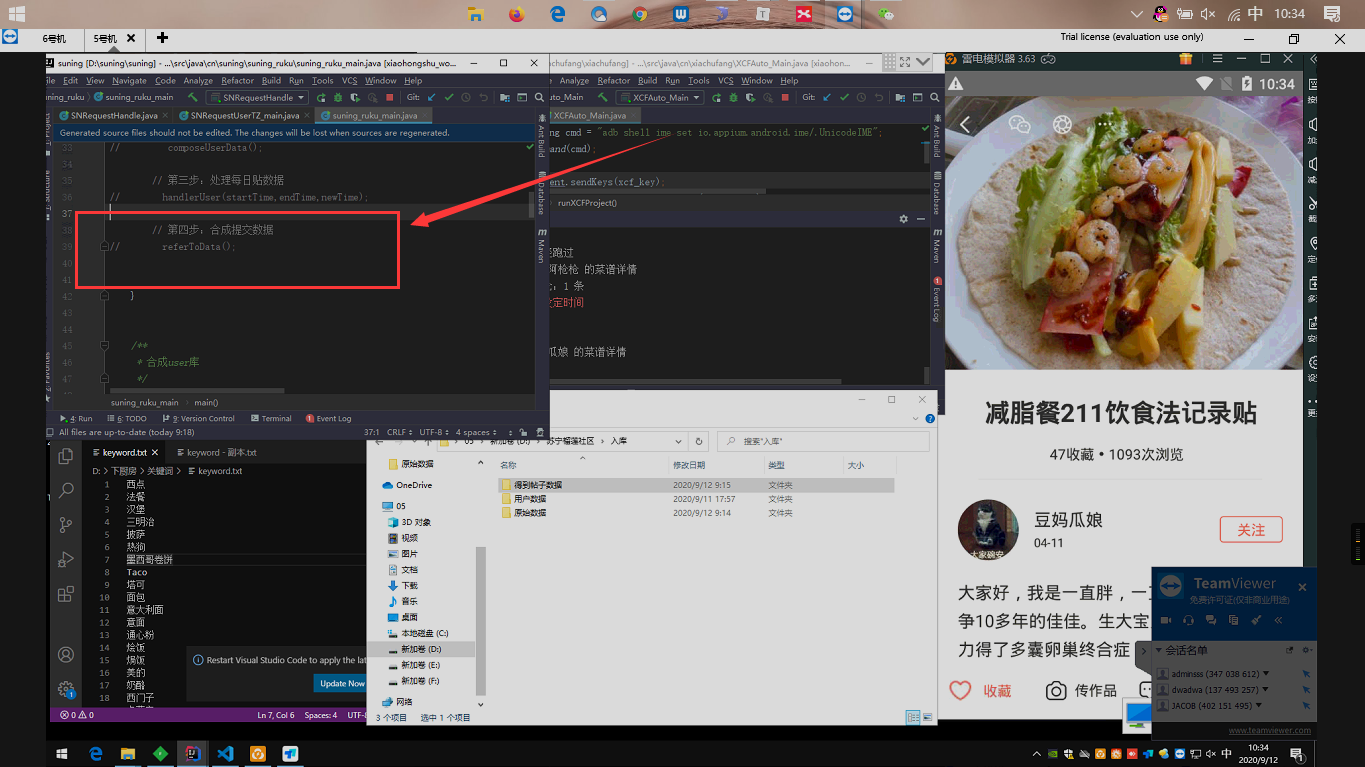 10:34
6号机
5号机
Trial license (evaluation use only)
suning [D:\suning\suning] - ...\src\java\cn\suning\suning_ruku\suning_ruku_main.java [xiaohongshu_wo...
Edit View Navigate Code Analyze Refactor Build Run Tools VCS Window Help
ning_ruku
suning_ruku_main
SNRequestHandle
Git:
SNRequestHandle.java
SNRequestUserTZ_main.java
suning_ruku_main.java
Generated source files should not be edited. The changes will be lost when sources are regenerated.
33 // composeUserData();
34
35 // 第三步：处理每日贴数据
36 // handlerUser(startTime,endTime,newTime);
37
38 // 第四步：合成提交数据
39 // referToData();
40
41
42 }
43
44
45 /**
46 * 合成user库
47 */
suning_ruku_main
main()
4: Run
6: TODO
9: Version Control
Terminal
1 Event Log
All files are up-to-date (today 9:18)
37:1 CRLF UTF-8 4 spaces
Ant Build
Database
Maven
achufang\xiachufang] - ...\src\java\cn\xiachufang\XCFAuto_Main.java [xiaohon...
Analyze Refactor Build Run Tools VCS Window Help
to_Main
XCFAuto_Main
Git:
XCFAuto_Main.java
ng cmd = "adb shell ime set io.appium.android.ime/.UnicodeIME";
and(cmd);
ent.sendKeys(xcf_key);
runXCFProject()
跑过
阿枪枪 的菜谱详情
：1 条
定时间
瓜娘 的菜谱详情
Ant Build
Database
Maven
Event Log
keyword.txt
keyword - 副本.txt
D: > 下厨房 > 关键词 > keyword.txt
1 西点
2 法餐
3 汉堡
4 三明治
5 披萨
6 热狗
7 墨西哥卷饼
8 Taco
9 塔可
10 面包
11 意大利面
12 意面
13 通心粉
14 烩饭
15 焗饭
16 美的
17 奶酪
18 西门子
Restart Visual Studio Code to apply the lat
Update Now
0 0
Ln 7, Col 6 Spaces: 4 UTF-8
05 > 新加卷 (D:) > 苏宁榴莲社区 > 入库
搜索"入库"
名称 修改日期 类型 大小
得到帖子数据 2020/9/12 9:15 文件夹
用户数据 2020/9/11 17:57 文件夹
原始数据 2020/9/12 9:14 文件夹
原始数据
OneDrive
05
3D 对象
视频
图片
文档
下载
音乐
桌面
本地磁盘 (C:)
新加卷 (D:)
新加卷 (E:)
新加卷 (F:)
网络
3 个项目 选中 1 个项目
雷电模拟器 3.63
10:34
减脂餐211饮食法记录贴
47收藏 • 1093次浏览
大家碗安
豆妈瓜娘
04-11
关注
大家好，我是一直胖，一
争10多年的佳佳。生大宝
力得了多囊卵巢终合症
收藏
传作品
TeamViewer
免费许可证(仅非商业用途)
会话名单
adminsss (347 038 612)
dwadwa (137 493 257)
JACOB (402 151 495)
www.teamviewer.com
中
10:34
2020/9/12